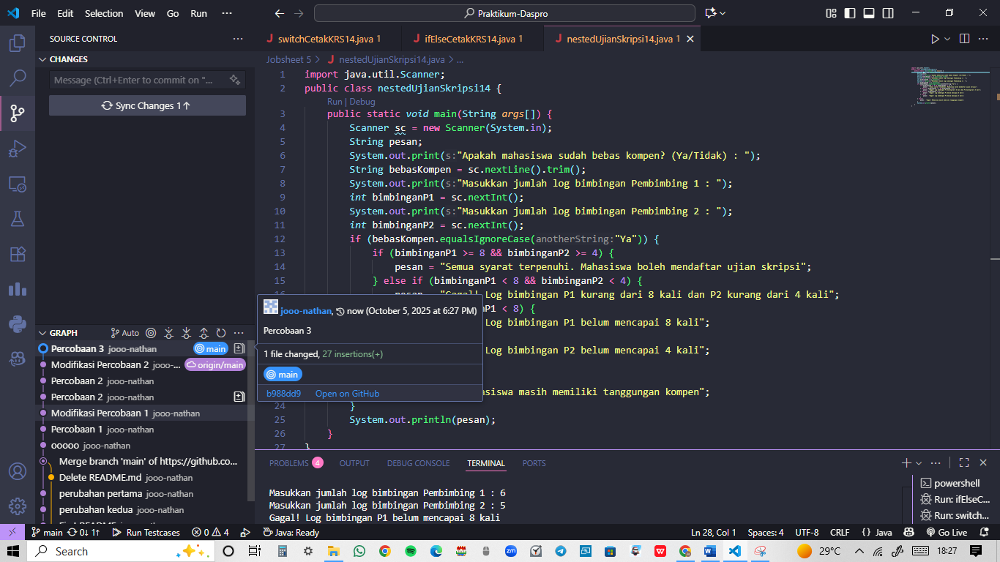 File Edit Selection View Go Run ··· Praktikum-Daspro
SOURCE CONTROL ···
switchCetakKRS14.java 1 ifElseCetakKRS14.java 1 nestedUjianSkripsi14.java 1
CHANGES
Message (Ctrl+Enter to commit on "...
Sync Changes 1↑
Jobsheet 5 > nestedUjianSkripsi14.java > ...
1 import java.util.Scanner;
2 public class nestedUjianSkripsi14 {
Run | Debug
3 public static void main(String args[]) {
4 Scanner sc = new Scanner(System.in);
5 String pesan;
6 System.out.print(s:"Apakah mahasiswa sudah bebas kompen? (Ya/Tidak) : ");
7 String bebasKompen = sc.nextLine().trim();
8 System.out.print(s:"Masukkan jumlah log bimbingan Pembimbing 1 : ");
9 int bimbinganP1 = sc.nextInt();
10 System.out.print(s:"Masukkan jumlah log bimbingan Pembimbing 2 : ");
11 int bimbinganP2 = sc.nextInt();
12 if (bebasKompen.equalsIgnoreCase(anotherString:"Ya")) {
13 if (bimbinganP1 >= 8 && bimbinganP2 >= 4) {
14 pesan = "Semua syarat terpenuhi. Mahasiswa boleh mendaftar ujian skripsi";
15 } else if (bimbinganP1 < 8 && bimbinganP2 < 4) {
Log bimbingan P1 kurang dari 8 kali dan P2 kurang dari 4 kali";
nP1 < 8) {
Log bimbingan P1 belum mencapai 8 kali";
Log bimbingan P2 belum mencapai 4 kali";
asiswa masih memiliki tanggungan kompen";
24 }
25 System.out.println(pesan);
26 }
27 }
jooo-nathan, now (October 5, 2025 at 6:27 PM)
Percobaan 3
1 file changed, 27 insertions(+)
main
b988dd9 Open on GitHub
GRAPH Auto ···
Percobaan 3 jooo-nathan main
Modifikasi Percobaan 2 joo-... origin/main
Percobaan 2 jooo-nathan
Percobaan 2 jooo-nathan
Modifikasi Percobaan 1 jooo-nathan
Percobaan 1 jooo-nathan
ooooo jooo-nathan
Merge branch 'main' of https://github.co...
Delete README.md jooo-nathan
perubahan pertama jooo-nathan
perubahan kedua jooo-nathan
PROBLEMS 4 OUTPUT DEBUG CONSOLE TERMINAL PORTS
Masukkan jumlah log bimbingan Pembimbing 1 : 6
Masukkan jumlah log bimbingan Pembimbing 2 : 5
Gagal! Log bimbingan P1 belum mencapai 8 kali
powershell
Run: ifElseC...
Run: switch...
main 0↓ 1↑ Run Testcases 0 4 Java: Ready Ln 28, Col 1 Spaces: 4 UTF-8 CRLF {} Java Go Live
Search 29°C 18:27